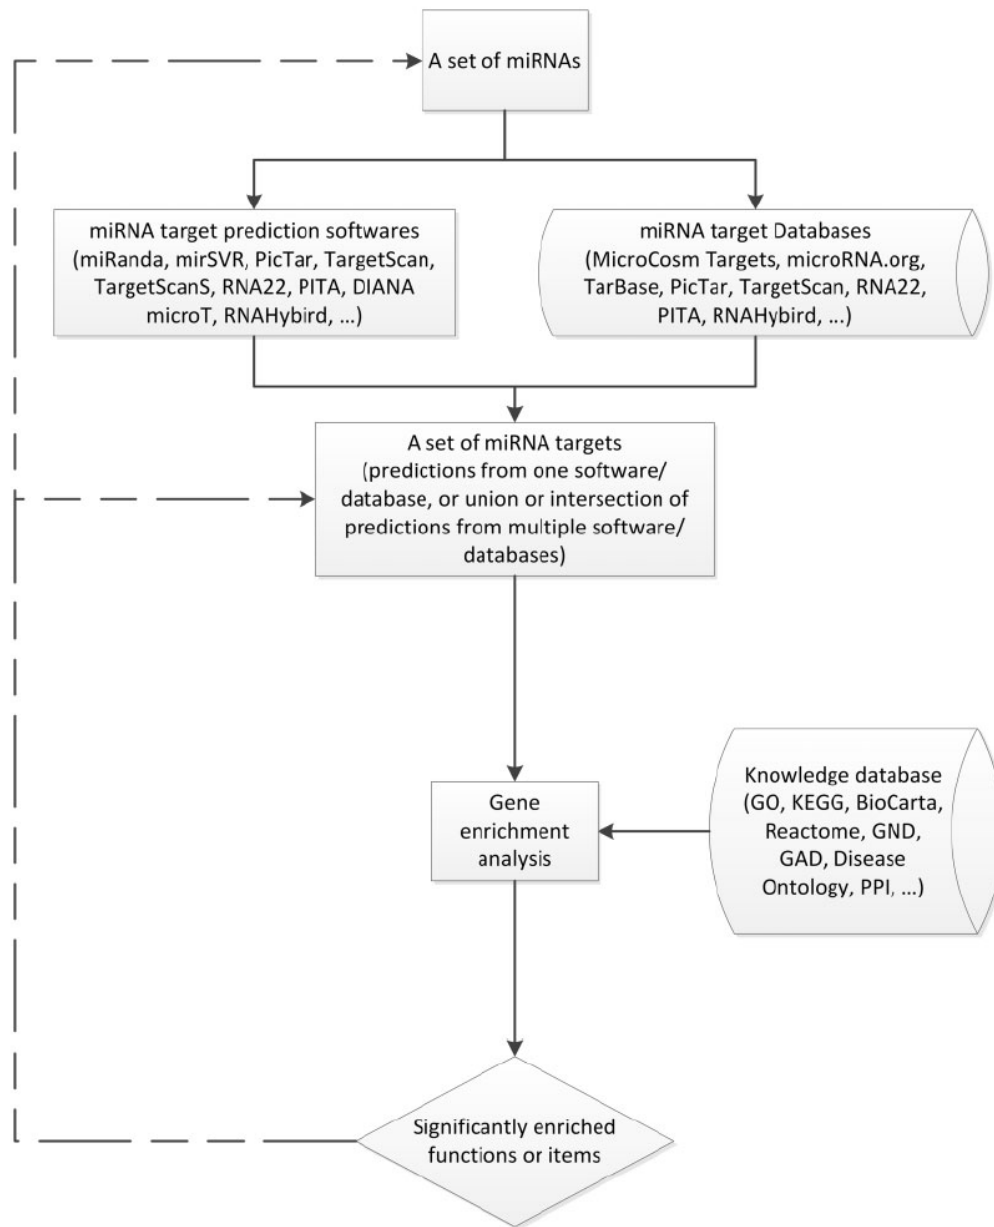 A set of miRNAs
miRNA target prediction softwares
(miRanda, mirSVR, PicTar, TargetScan,
TargetScanS, RNA22, PITA, DIANA
microT, RNAHybird, ...)
miRNA target Databases
(MicroCosm Targets, microRNA.org,
TarBase, PicTar, TargetScan, RNA22,
PITA, RNAHybird, ...)
A set of miRNA targets
(predictions from one software/
database, or union or intersection of
predictions from multiple software/
databases)
Gene
enrichment
analysis
Knowledge database
(GO, KEGG, BioCarta,
Reactome, GND,
GAD, Disease
Ontology, PPI, ...)
Significantly enriched
functions or items